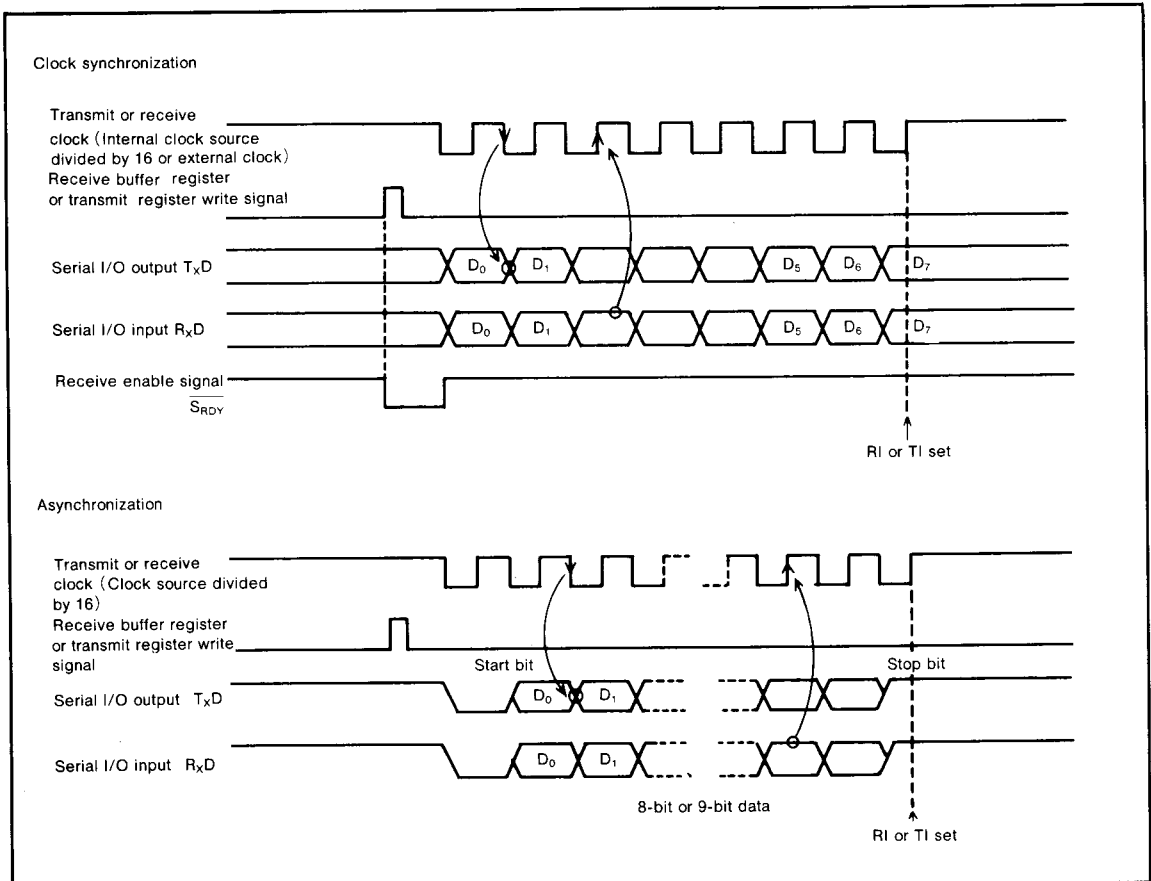 Clock synchronization
Transmit or receive
clock (Internal clock source
divided by 16 or external clock)
Receive buffer register
or transmit register write signal
Serial I/O output TxD
D0 D1 D5 D6 D7
Serial I/O input RxD
D0 D1 D5 D6 D7
Receive enable signal
SRDY
RI or TI set
Asynchronization
Transmit or receive
clock (Clock source divided
by 16)
Receive buffer register
or transmit register write
signal
Start bit
Stop bit
Serial I/O output TxD
D0 D1
Serial I/O input RxD
D0 D1
8-bit or 9-bit data
RI or TI set